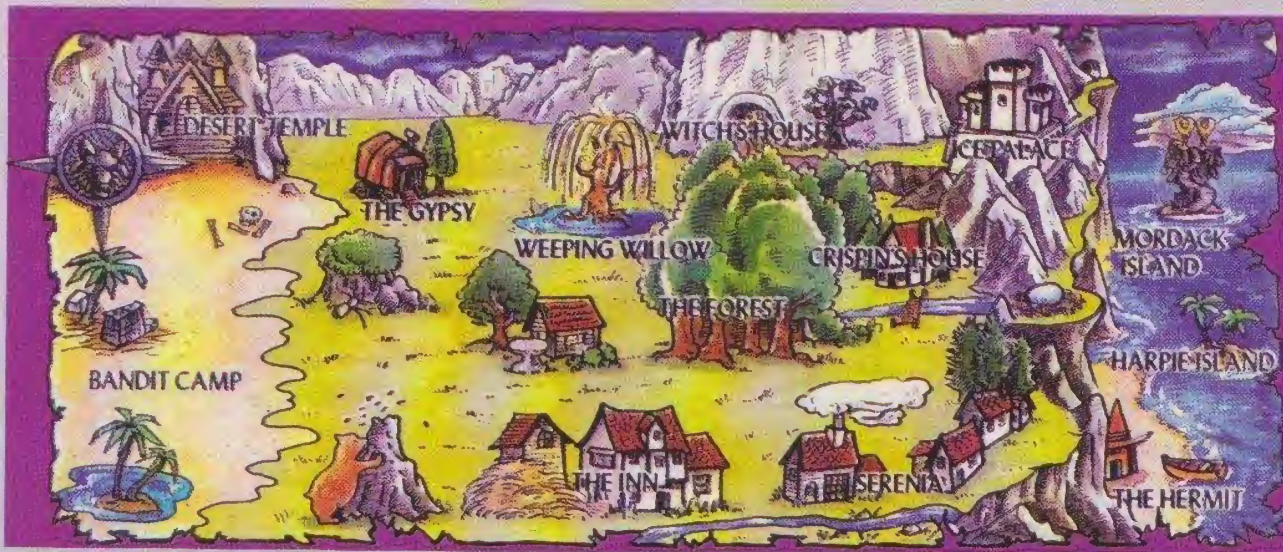 DESERT TEMPLE
WITCH'S HOUSE
ICE PALACE
THE GYPSY
WEEPING WILLOW
CRISPIN'S HOUSE
MORDACK
ISLAND
THE FOREST
HARPIE ISLAND
BANDIT CAMP
THE INN
SERENIA
THE HERMIT